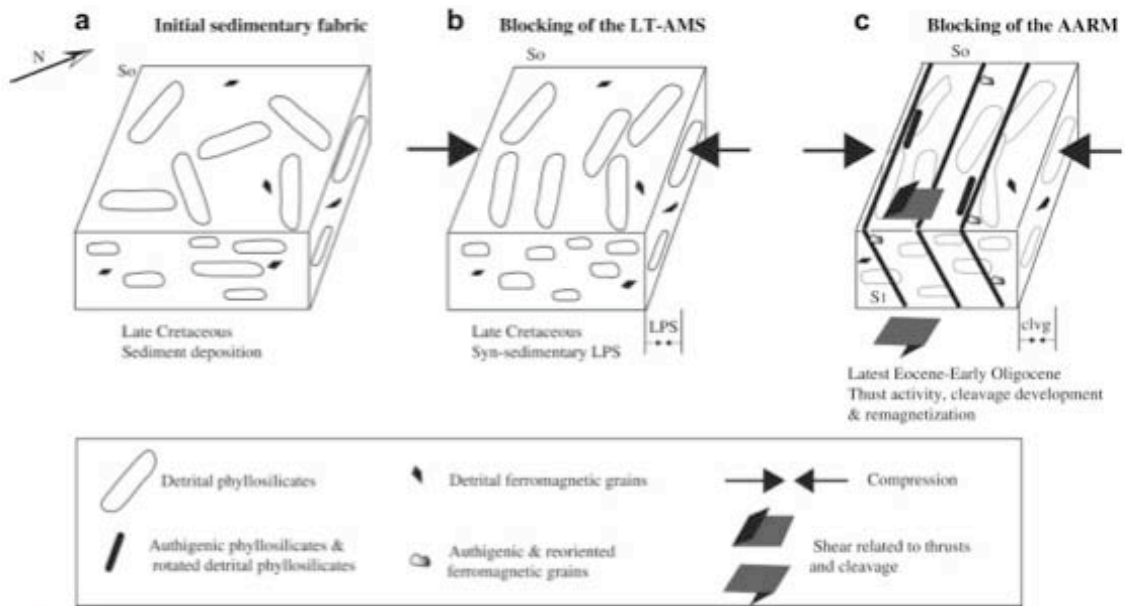 a Initial sedimentary fabric
b Blocking of the LT-AMS
c Blocking of the AARM
N
So
So
So
S1
LPS
clvg
Late Cretaceous
Sediment deposition
Late Cretaceous
Syn-sedimentary LPS
Latest Eocene-Early Oligocene
Thust activity, cleavage development
& remagnetization
Detrital phyllosilicates
Detrital ferromagnetic grains
Compression
Authigenic phyllosilicates &
rotated detrital phyllosilicates
Authigenic & reoriented
ferromagnetic grains
Shear related to thrusts
and cleavage